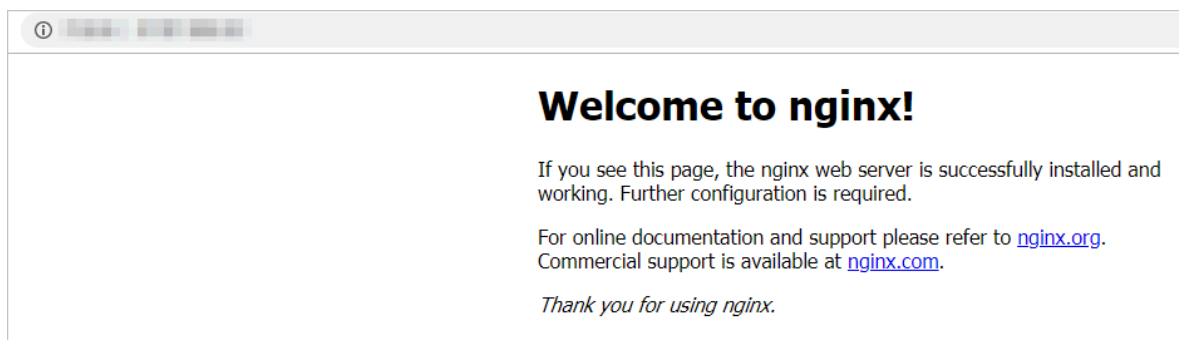 Welcome to nginx!
If you see this page, the nginx web server is successfully installed and
working. Further configuration is required.
For online documentation and support please refer to nginx.org.
Commercial support is available at nginx.com.
Thank you for using nginx.